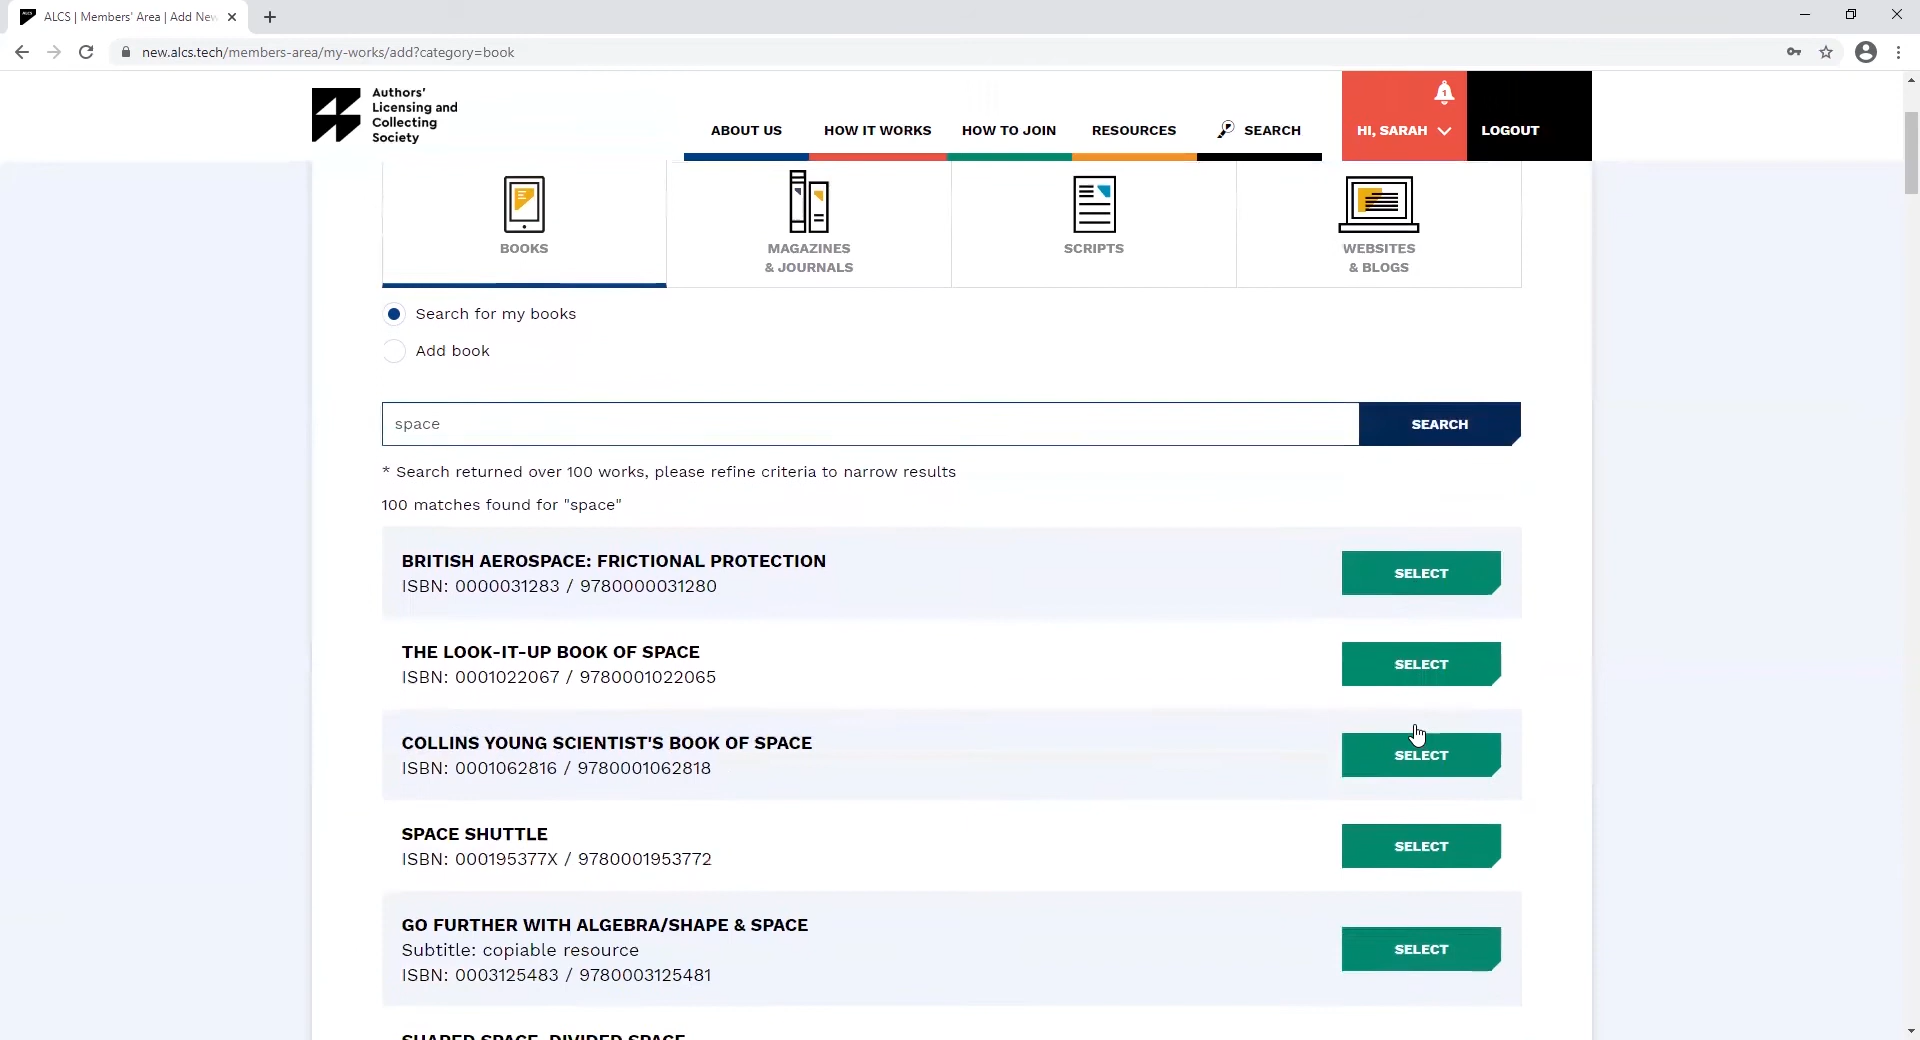 ALCS | Members' Area | Add New
new.alcs.tech/members-area/my-works/add?category=book
Authors'
Licensing and
Collecting
Society
ABOUT US
HOW IT WORKS
HOW TO JOIN
RESOURCES
SEARCH
1
HI, SARAH
LOGOUT
BOOKS
MAGAZINES
& JOURNALS
SCRIPTS
WEBSITES
& BLOGS
Search for my books
Add book
space
SEARCH
* Search returned over 100 works, please refine criteria to narrow results
100 matches found for "space"
BRITISH AEROSPACE: FRICTIONAL PROTECTION
ISBN: 0000031283 / 9780000031280
SELECT
THE LOOK-IT-UP BOOK OF SPACE
ISBN: 0001022067 / 9780001022065
SELECT
COLLINS YOUNG SCIENTIST'S BOOK OF SPACE
ISBN: 0001062816 / 9780001062818
SELECT
SPACE SHUTTLE
ISBN: 000195377X / 9780001953772
SELECT
GO FURTHER WITH ALGEBRA/SHAPE & SPACE
Subtitle: copiable resource
ISBN: 0003125483 / 9780003125481
SELECT
SHARED SPACE, DIVIDED SPACE